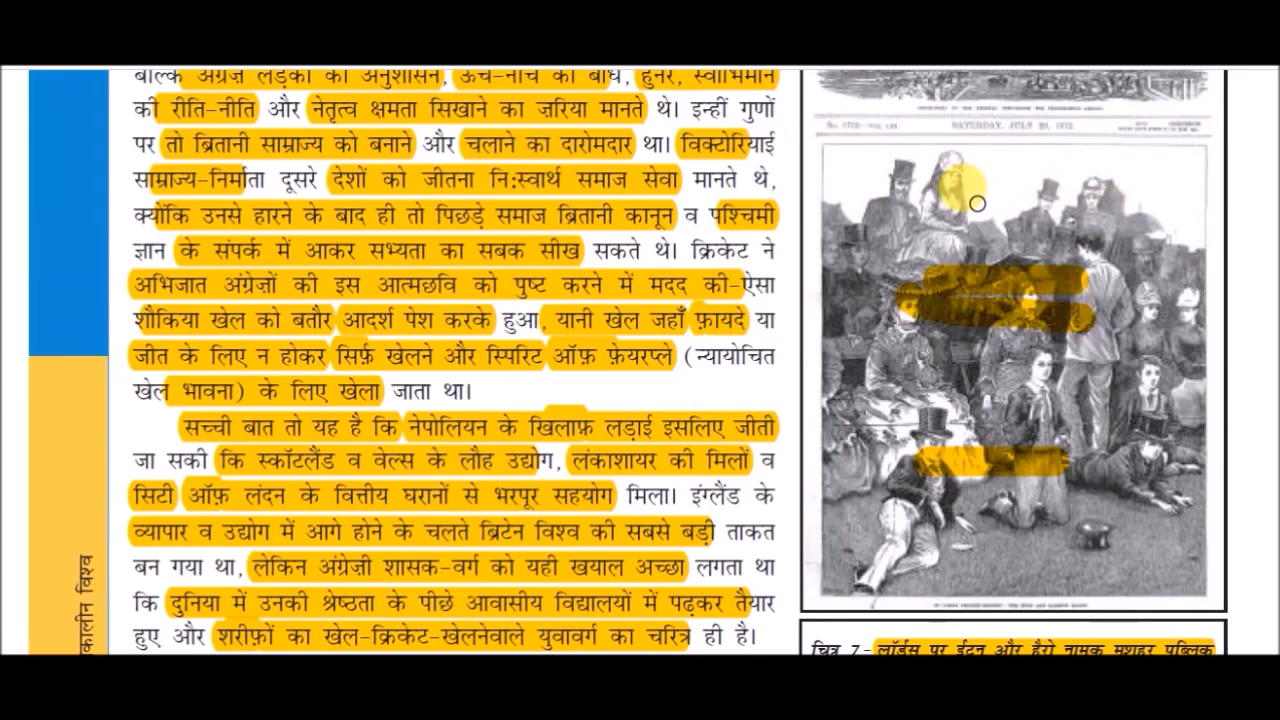 बल्कि अंग्रेज़ लड़कों को अनुशासन, ऊँच-नीच का बोध, हुनर, स्वाभिमान
की रीति-नीति और नेतृत्व क्षमता सिखाने का ज़रिया मानते थे। इन्हीं गुणों
पर तो ब्रितानी साम्राज्य को बनाने और चलाने का दारोमदार था। विक्टोरियाई
साम्राज्य-निर्माता दूसरे देशों को जीतना नि:स्वार्थ समाज सेवा मानते थे,
क्योंकि उनसे हारने के बाद ही तो पिछड़े समाज ब्रितानी कानून व पश्चिमी
ज्ञान के संपर्क में आकर सभ्यता का सबक सीख सकते थे। क्रिकेट ने
अभिजात अंग्रेज़ों की इस आत्मछवि को पुष्ट करने में मदद की-ऐसा
शौकिया खेल को बतौर आदर्श पेश करके हुआ, यानी खेल जहाँ फ़ायदे या
जीत के लिए न होकर सिर्फ़ खेलने और स्पिरिट ऑफ़ फ़ेयरप्ले (न्यायोचित
खेल भावना) के लिए खेला जाता था।
सच्ची बात तो यह है कि नेपोलियन के खिलाफ़ लड़ाई इसलिए जीती
जा सकी कि स्कॉटलैंड व वेल्स के लौह उद्योग, लंकाशायर की मिलों व
सिटी ऑफ़ लंदन के वित्तीय घरानों से भरपूर सहयोग मिला। इंग्लैंड के
व्यापार व उद्योग में आगे होने के चलते ब्रिटेन विश्व की सबसे बड़ी ताकत
बन गया था, लेकिन अंग्रेज़ी शासक-वर्ग को यही खयाल अच्छा लगता था
कि दुनिया में उनकी श्रेष्ठता के पीछे आवासीय विद्यालयों में पढ़कर तैयार
हुए और शरीफ़ों का खेल-क्रिकेट-खेलनेवाले युवावर्ग का चरित्र ही है।
SATURDAY, JULY 20, 1872
चित्र 7 - लॉर्ड्स पर ईटन और हैरो नामक मशहूर पब्लिक
कालीन विश्व